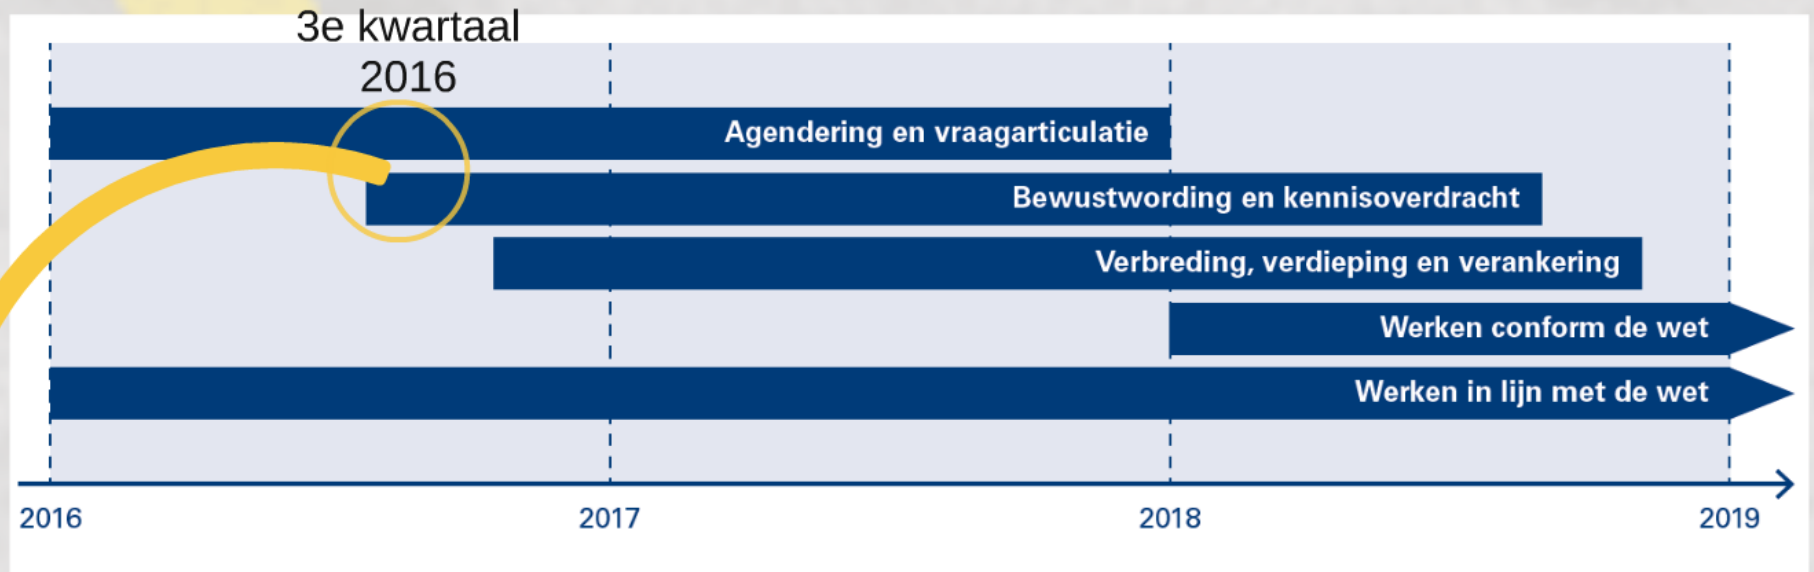 3e kwartaal
2016
Agendering en vraagarticulatie
Bewustwording en kennisoverdracht
Verbreding, verdieping en verankering
Werken conform de wet
Werken in lijn met de wet
2016 2017 2018 2019